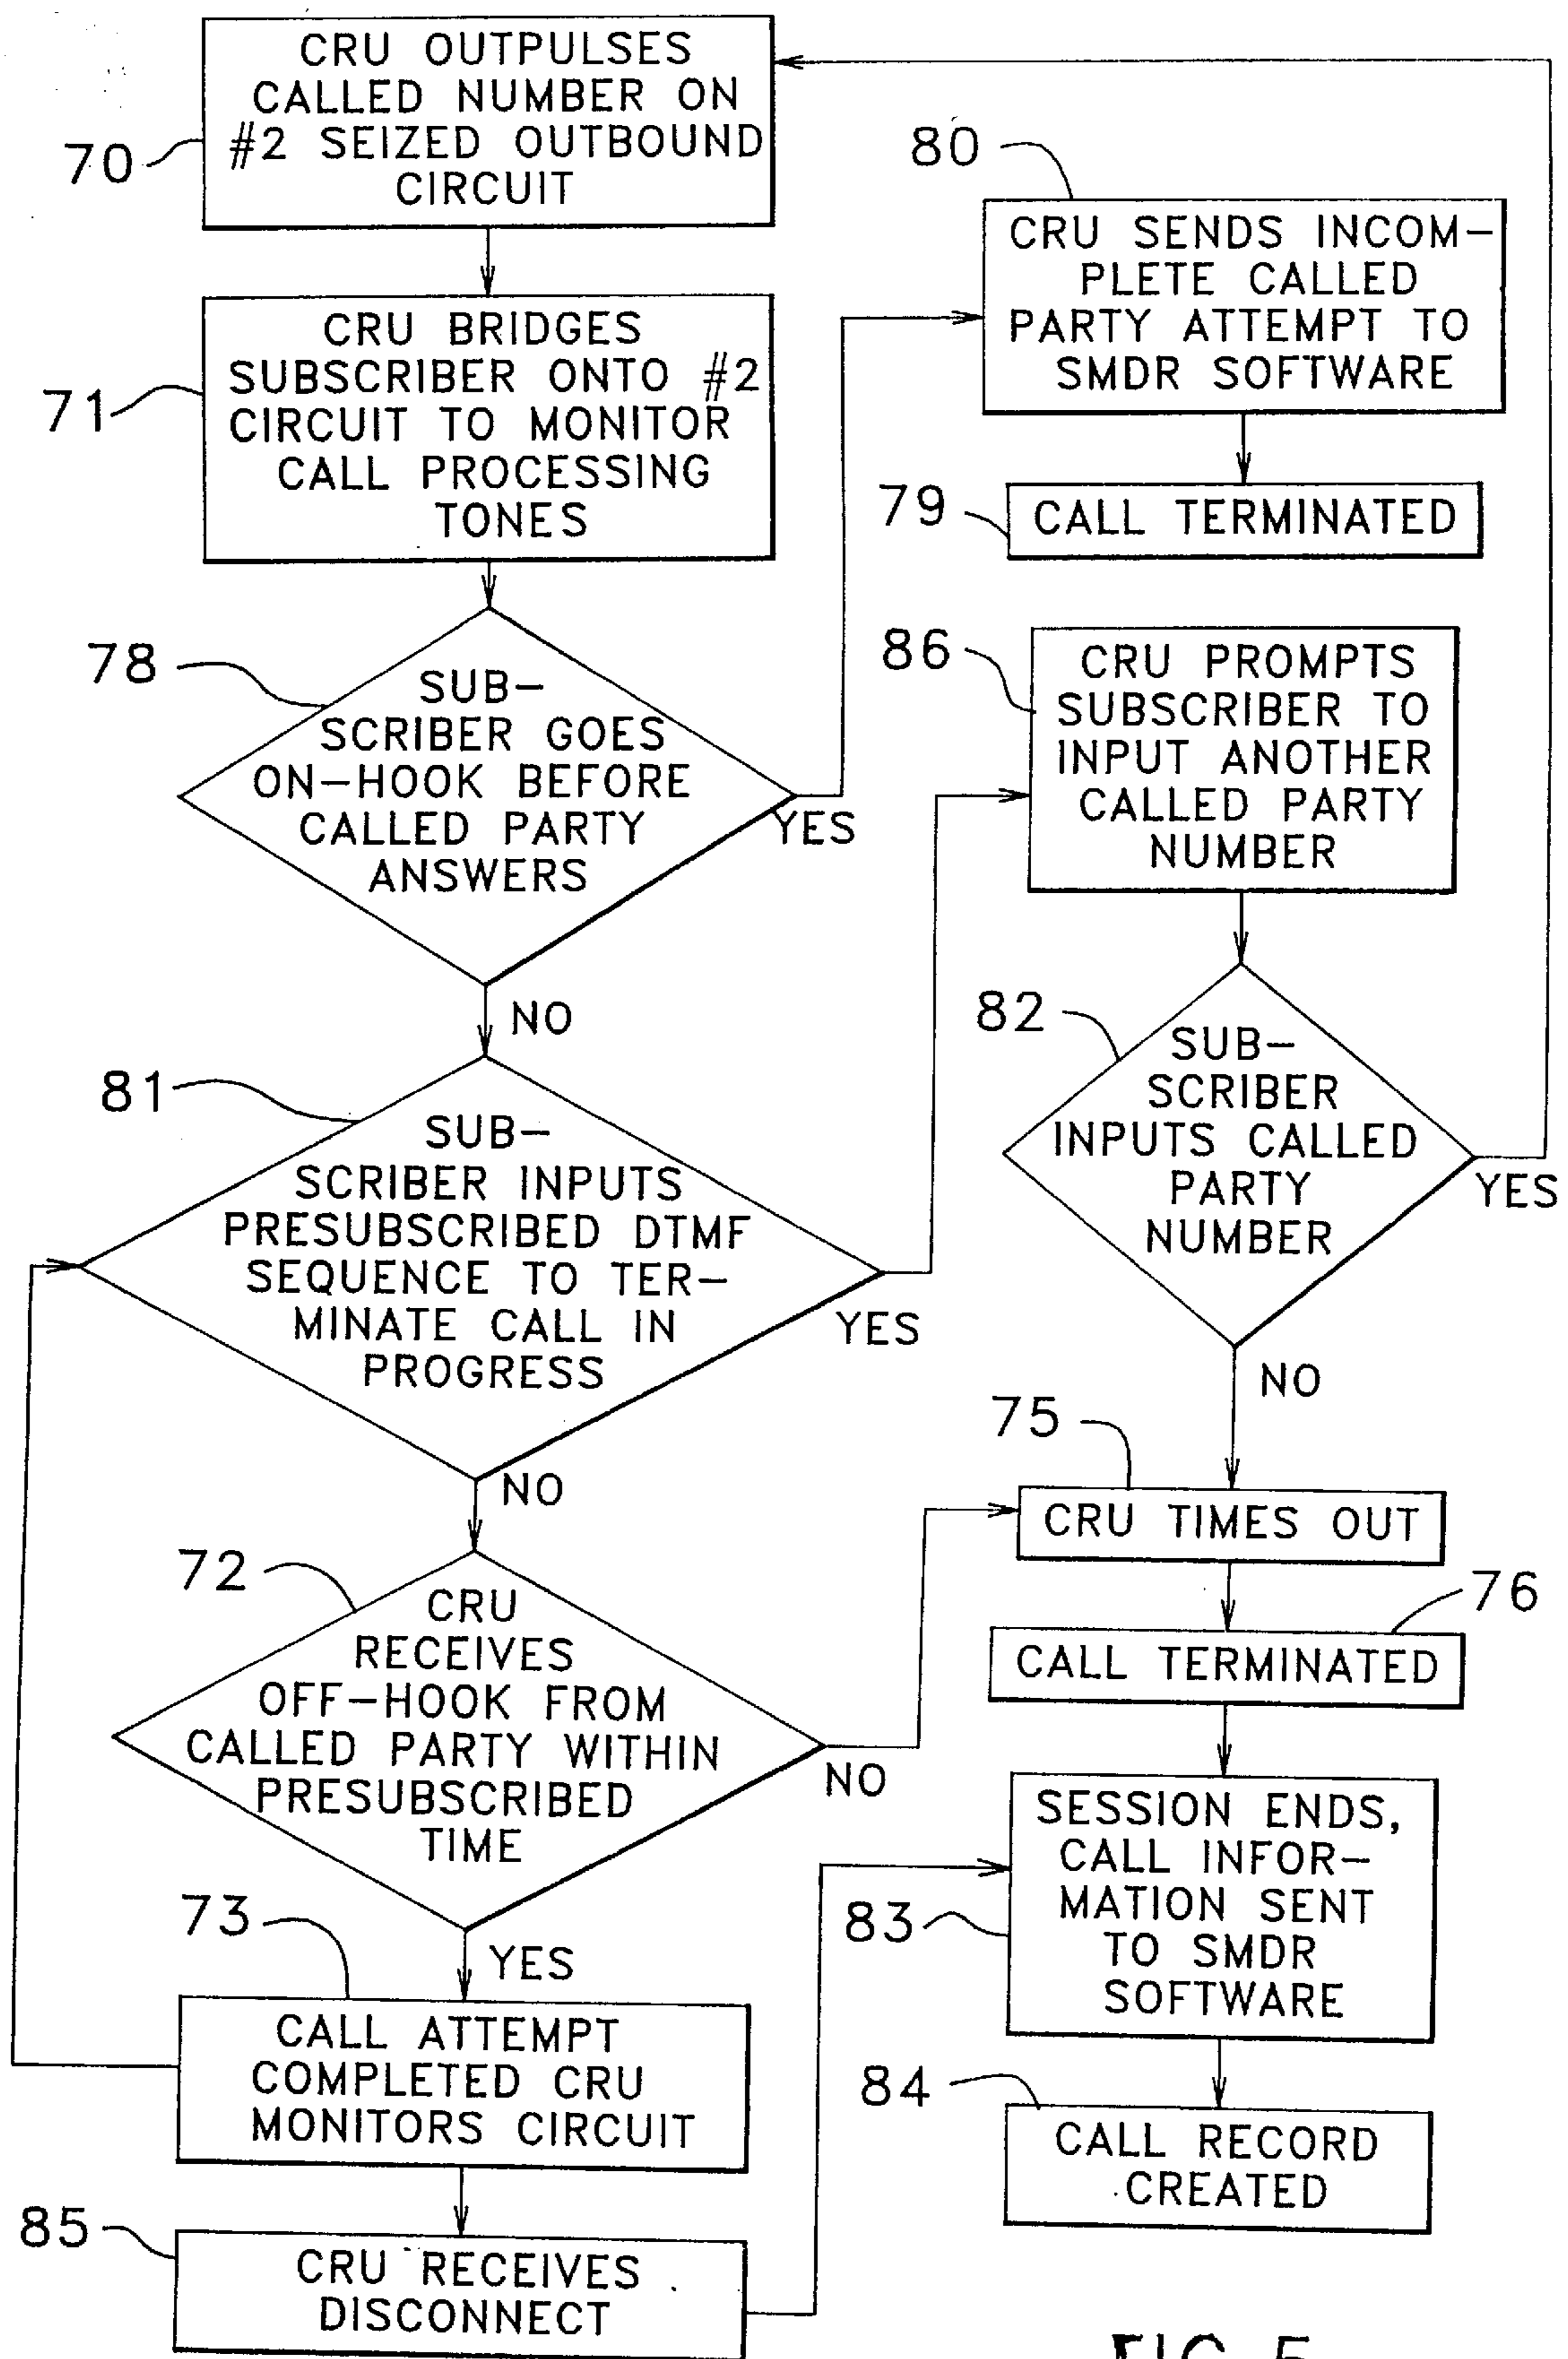 CRU OUTPULSES
CALLED NUMBER ON
#2 SEIZED OUTBOUND
CIRCUIT
70
CRU BRIDGES
SUBSCRIBER ONTO #2
CIRCUIT TO MONITOR
CALL PROCESSING
TONES
71
SUB-
SCRIBER GOES
ON-HOOK BEFORE
CALLED PARTY
ANSWERS
78
YES
NO
80
CRU SENDS INCOM-
PLETE CALLED
PARTY ATTEMPT TO
SMDR SOFTWARE
79
CALL TERMINATED
81
SUB-
SCRIBER INPUTS
PRESUBSCRIBED DTMF
SEQUENCE TO TER-
MINATE CALL IN
PROGRESS
YES
NO
86
CRU PROMPTS
SUBSCRIBER TO
INPUT ANOTHER
CALLED PARTY
NUMBER
82
SUB-
SCRIBER
INPUTS CALLED
PARTY
NUMBER
YES
NO
72
CRU
RECEIVES
OFF-HOOK FROM
CALLED PARTY WITHIN
PRESUBSCRIBED
TIME
NO
YES
75
CRU TIMES OUT
76
CALL TERMINATED
73
CALL ATTEMPT
COMPLETED CRU
MONITORS CIRCUIT
83
SESSION ENDS,
CALL INFOR-
MATION SENT
TO SMDR
SOFTWARE
84
CALL RECORD
CREATED
85
CRU RECEIVES
DISCONNECT
FIG 5